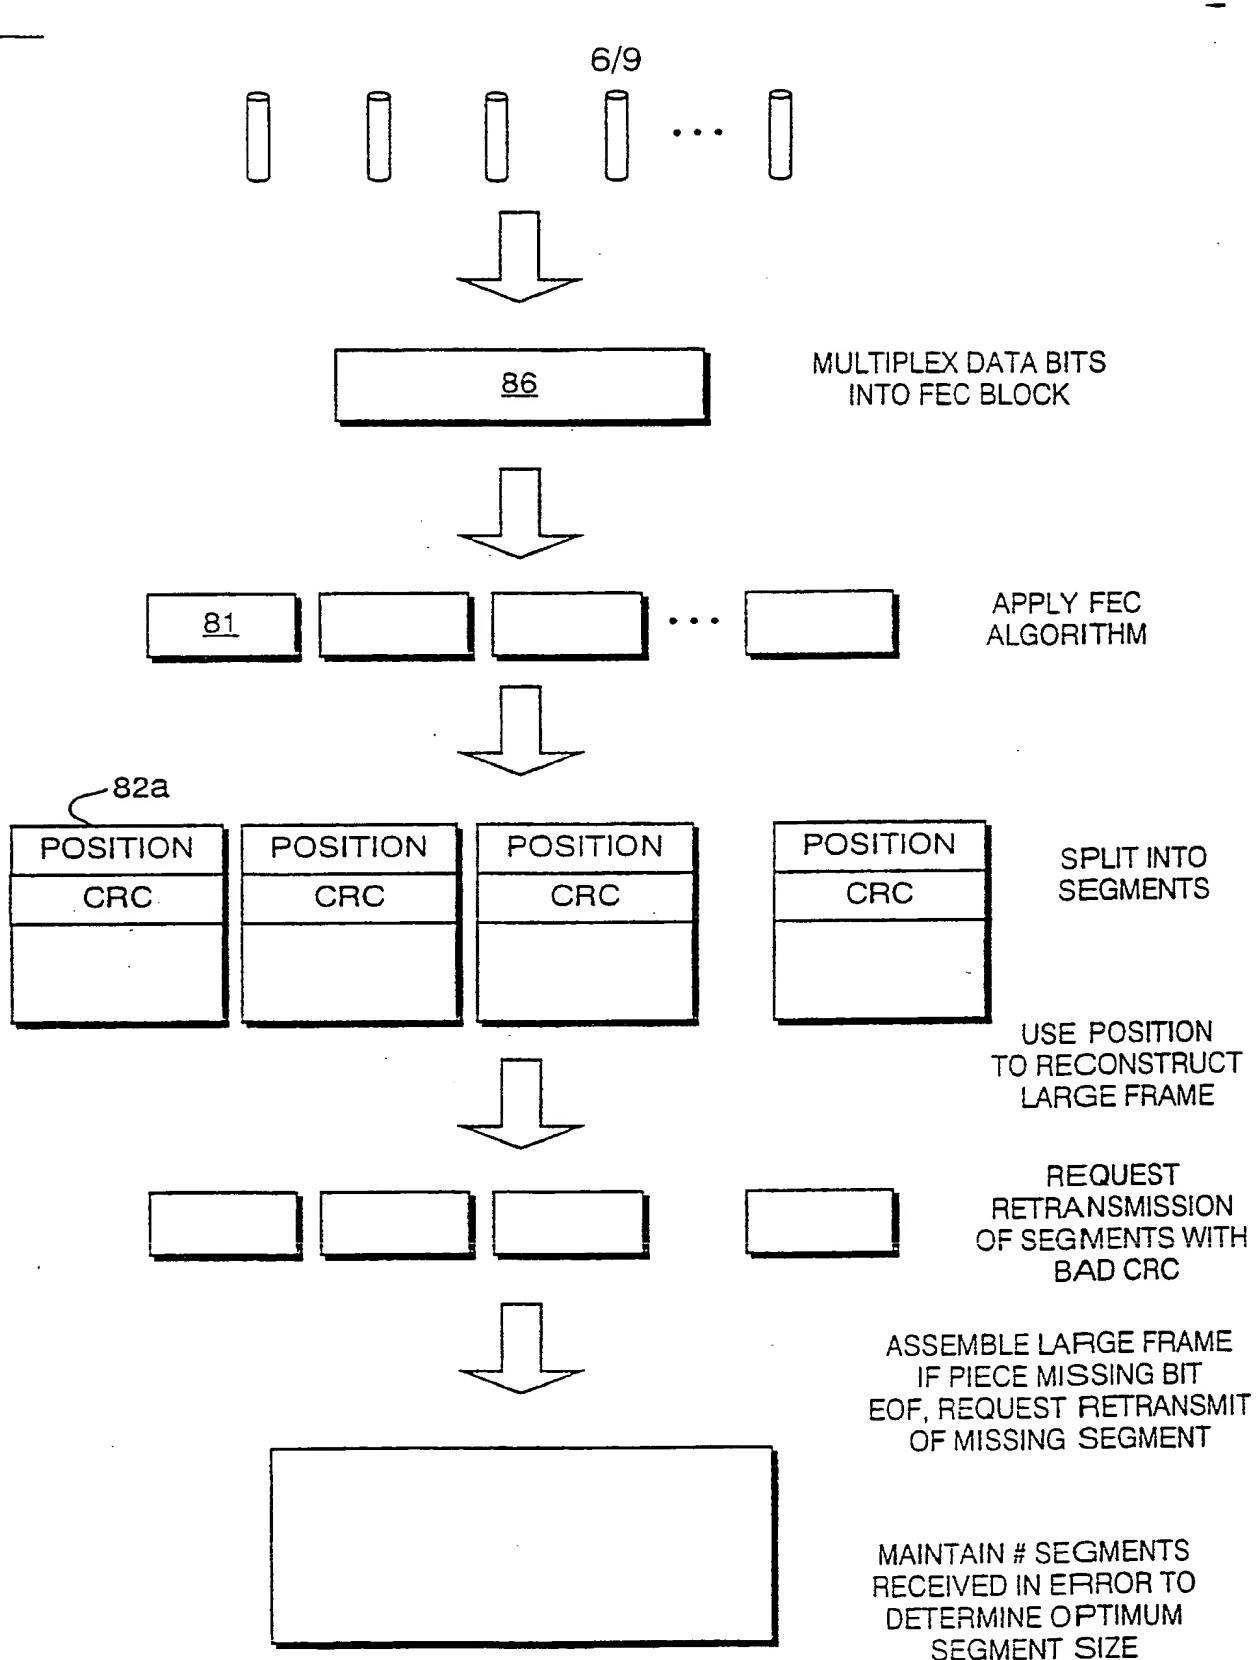 6/9
86
MULTIPLEX DATA BITS
INTO FEC BLOCK
81
APPLY FEC
ALGORITHM
82a
POSITION
CRC
POSITION
CRC
POSITION
CRC
POSITION
CRC
SPLIT INTO
SEGMENTS
USE POSITION
TO RECONSTRUCT
LARGE FRAME
REQUEST
RETRANSMISSION
OF SEGMENTS WITH
BAD CRC
ASSEMBLE LARGE FRAME
IF PIECE MISSING BIT
EOF, REQUEST RETRANSMIT
OF MISSING SEGMENT
MAINTAIN # SEGMENTS
RECEIVED IN ERROR TO
DETERMINE OPTIMUM
SEGMENT SIZE